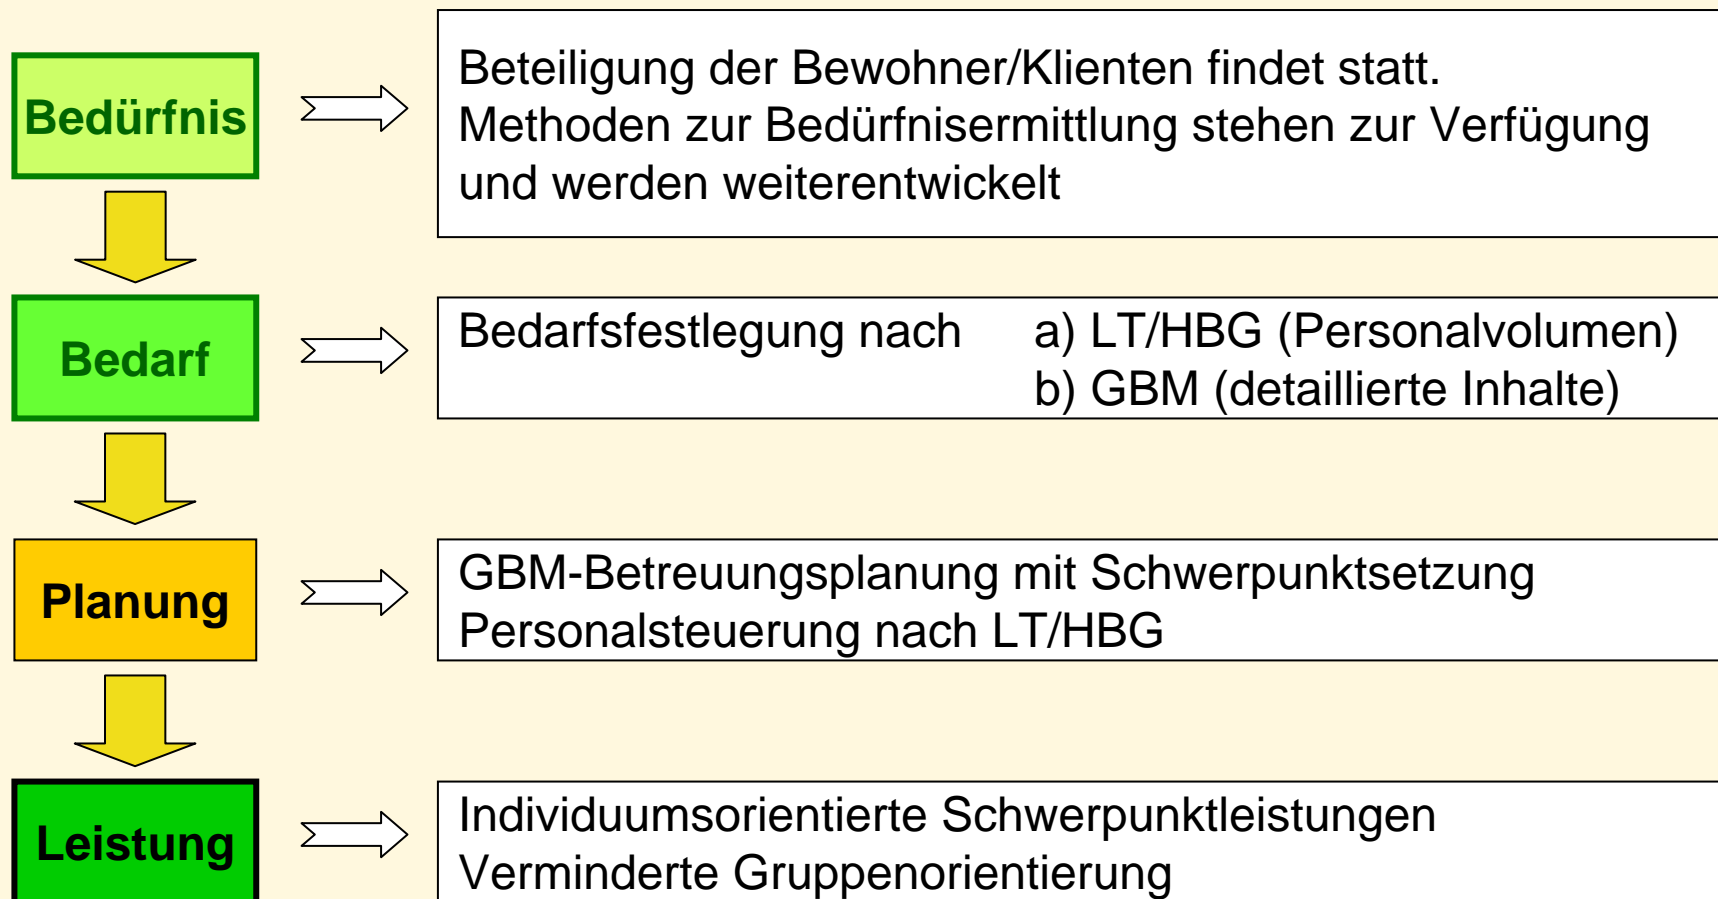 Bedürfnis
Beteiligung der Bewohner/Klienten findet statt.
Methoden zur Bedürfnisermittlung stehen zur Verfügung
und werden weiterentwickelt
Bedarf
Bedarfsfestlegung nach a) LT/HBG (Personalvolumen)
b) GBM (detaillierte Inhalte)
Planung
GBM-Betreuungsplanung mit Schwerpunktsetzung
Personalsteuerung nach LT/HBG
Leistung
Individuumsorientierte Schwerpunktleistungen
Verminderte Gruppenorientierung